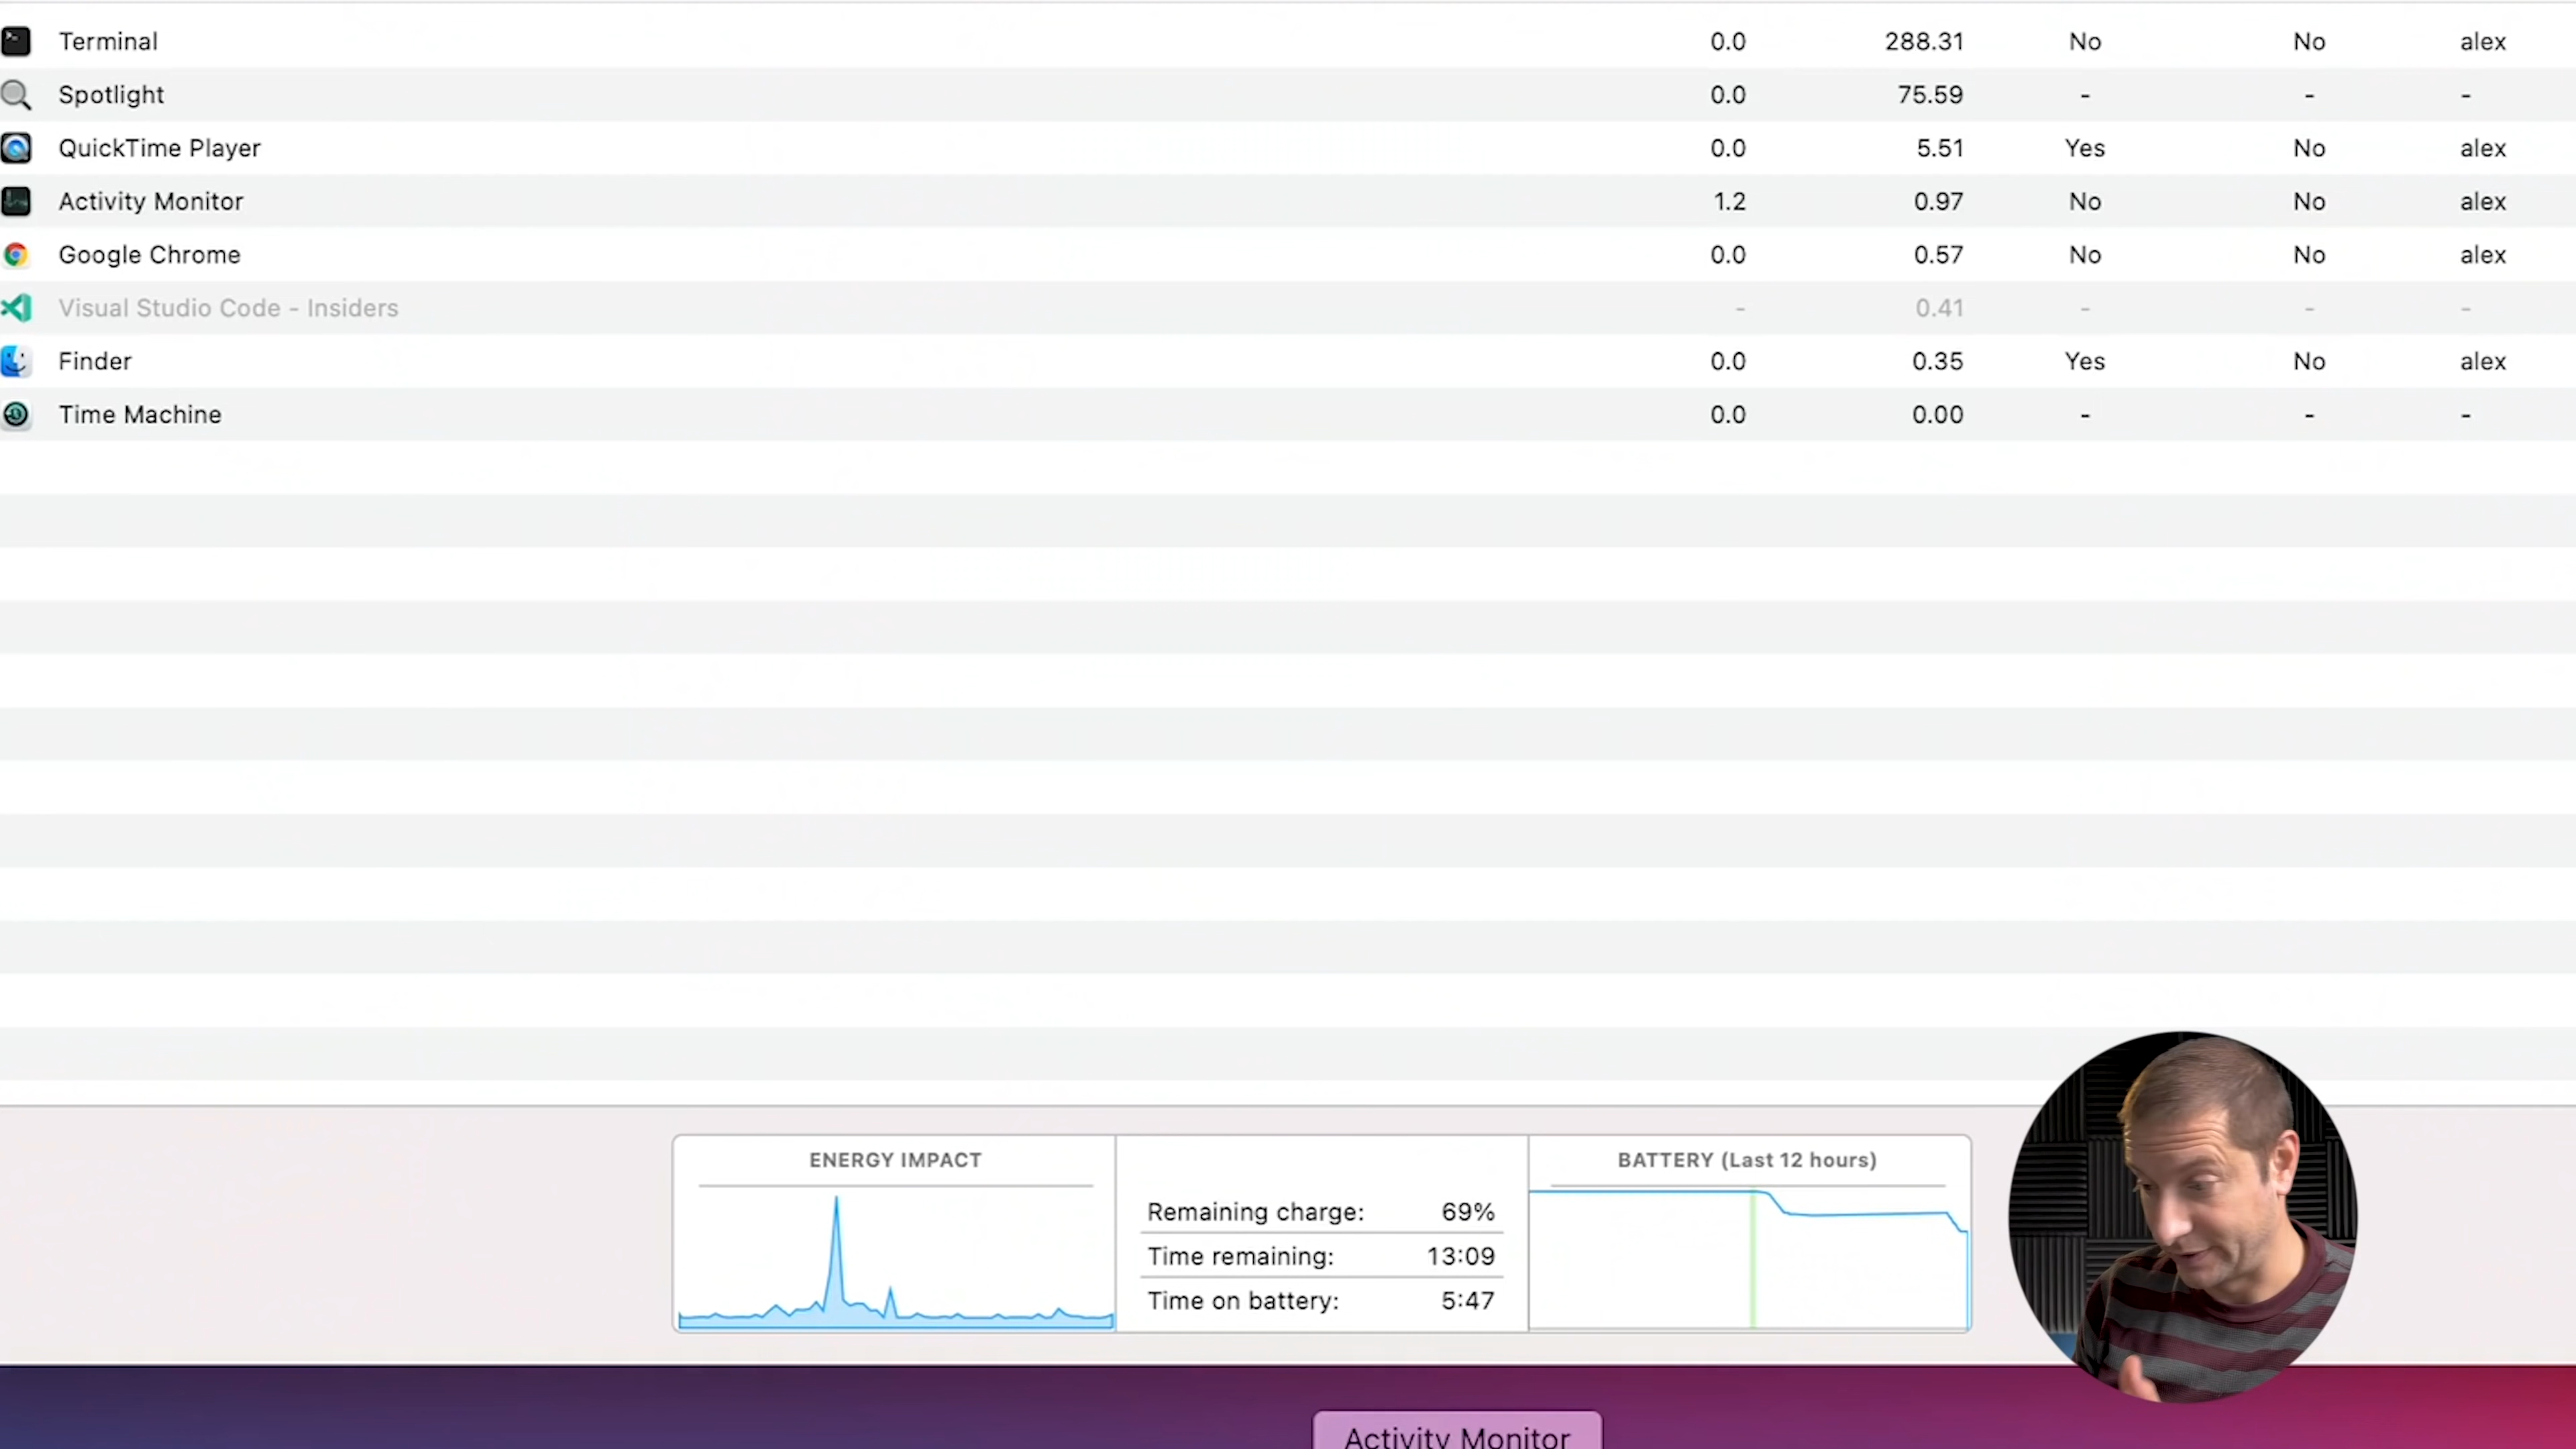 Terminal 0.0 288.31 No No alex
Spotlight 0.0 75.59 - - -
QuickTime Player 0.0 5.51 Yes No alex
Activity Monitor 1.2 0.97 No No alex
Google Chrome 0.0 0.57 No No alex
Visual Studio Code - Insiders - 0.41 - - -
Finder 0.0 0.35 Yes No alex
Time Machine 0.0 0.00 - - -
ENERGY IMPACT
Remaining charge: 69%
Time remaining: 13:09
Time on battery: 5:47
BATTERY (Last 12 hours)
Activity Monitor